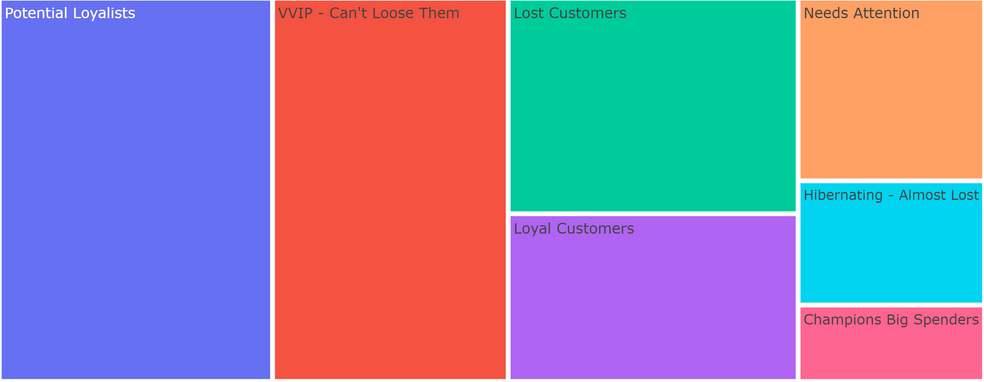 Potential Loyalists
VVIP - Can't Loose Them
Lost Customers
Needs Attention
Hibernating - Almost Lost
Loyal Customers
Champions Big Spenders